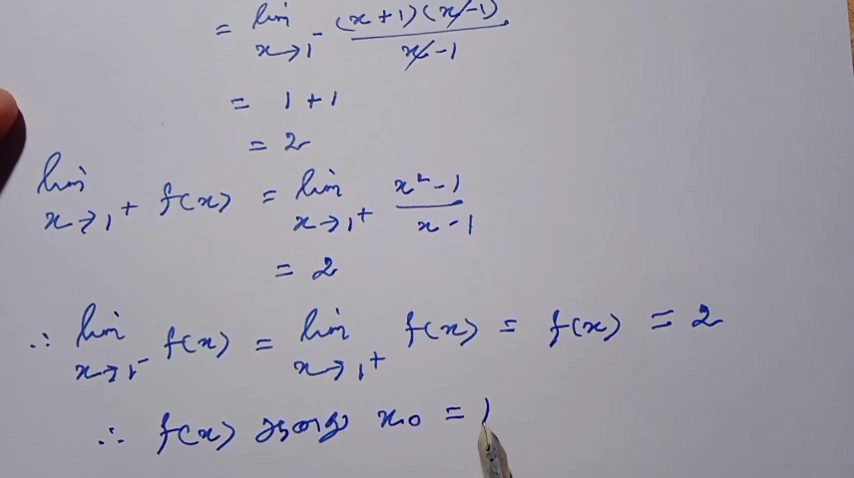 = lim x→1⁻ (x+1)(x-1) / x-1
= 1+1
= 2
lim x→1⁺ f(x) = lim x→1⁺ x²-1 / x-1
= 2
∴ lim x→1⁻ f(x) = lim x→1⁺ f(x) = f(x) = 2
∴ f(x) x₀ = 1